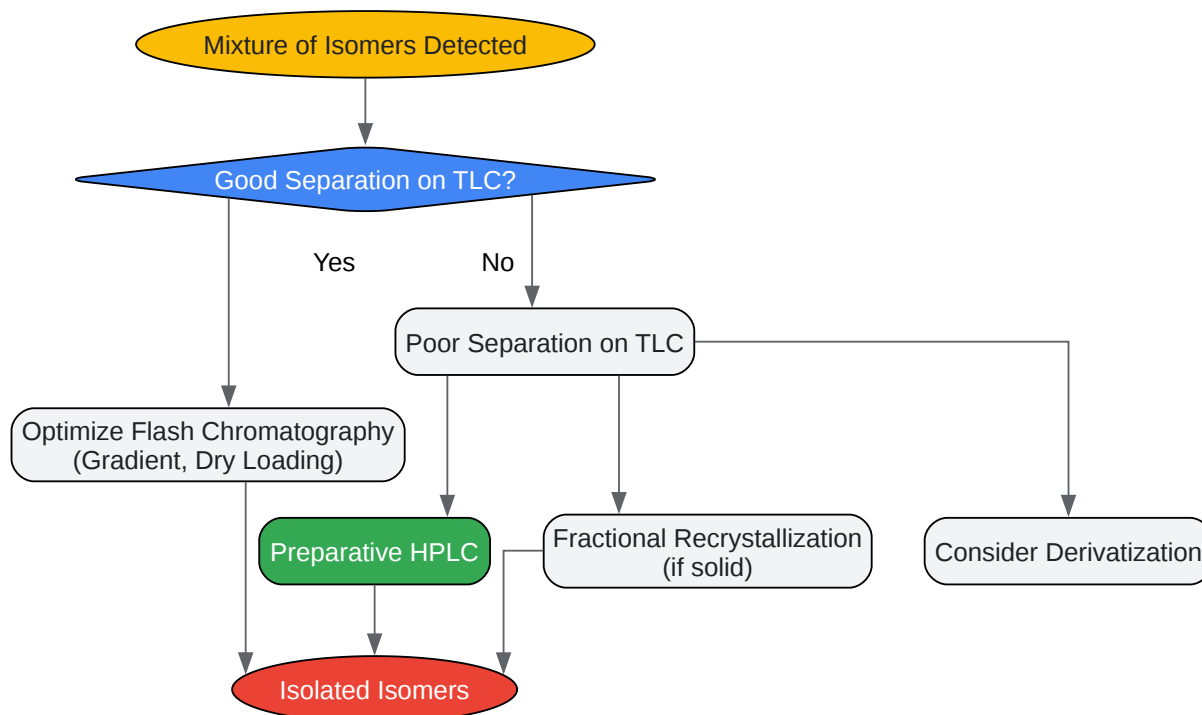 Mixture of Isomers Detected
Good Separation on TLC?
Yes
No
Poor Separation on TLC
Optimize Flash Chromatography
(Gradient, Dry Loading)
Preparative HPLC
Fractional Recrystallization
(if solid)
Consider Derivatization
Isolated Isomers